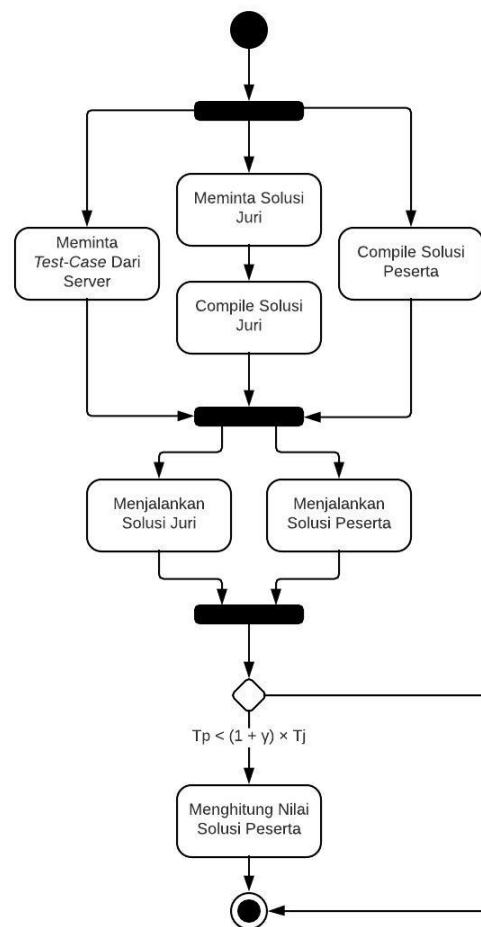 Meminta Solusi
Juri
Meminta
Test-Case Dari
Server
Compile Solusi
Peserta
Compile Solusi
Juri
Menjalankan
Solusi Juri
Menjalankan
Solusi Peserta
Tp < (1 + γ) × Tj
Menghitung Nilai
Solusi Peserta